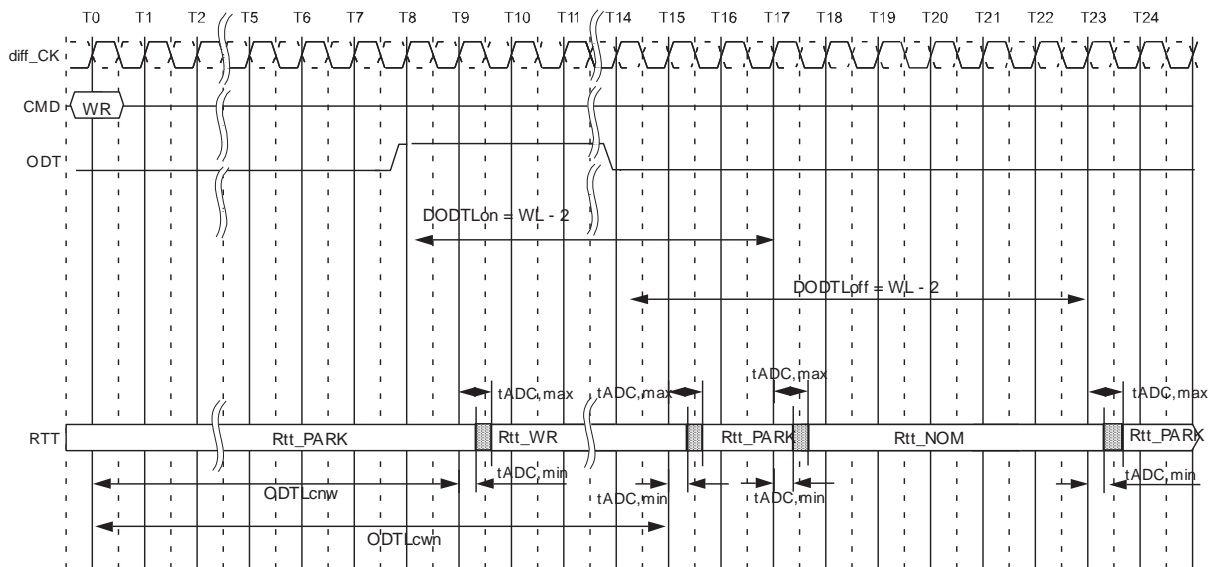 T0 T1 T2 T5 T6 T7 T8 T9 T10 T11 T14 T15 T16 T17 T18 T19 T20 T21 T22 T23 T24
diff_CK
CMD WR
ODT
DODTLon = WL - 2
DODTLoff = WL - 2
tADC,max tADC,max tADC,max tADC,max
RTT Rtt_PARK Rtt_WR Rtt_PARK Rtt_NOM Rtt_PARK
tADC,min tADC,min tADC,min tADC,min
ODTLcnw
ODTLcwn